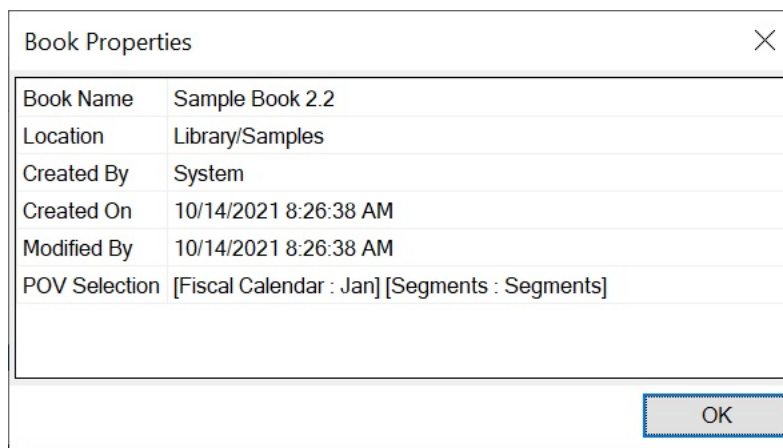 Book Properties
Book Name Sample Book 2.2
Location Library/Samples
Created By System
Created On 10/14/2021 8:26:38 AM
Modified By 10/14/2021 8:26:38 AM
POV Selection [Fiscal Calendar : Jan] [Segments : Segments]
OK